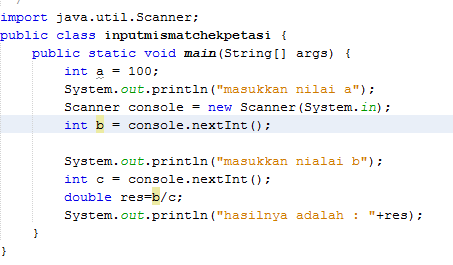 import java.util.Scanner;
public class inputmismatchekpetasi {
public static void main(String[] args) {
int a = 100;
System.out.println("masukkan nilai a");
Scanner console = new Scanner(System.in);
int b = console.nextInt();
System.out.println("masukkan nialai b");
int c = console.nextInt();
double res=b/c;
System.out.println("hasilnya adalah : "+res);
}
}